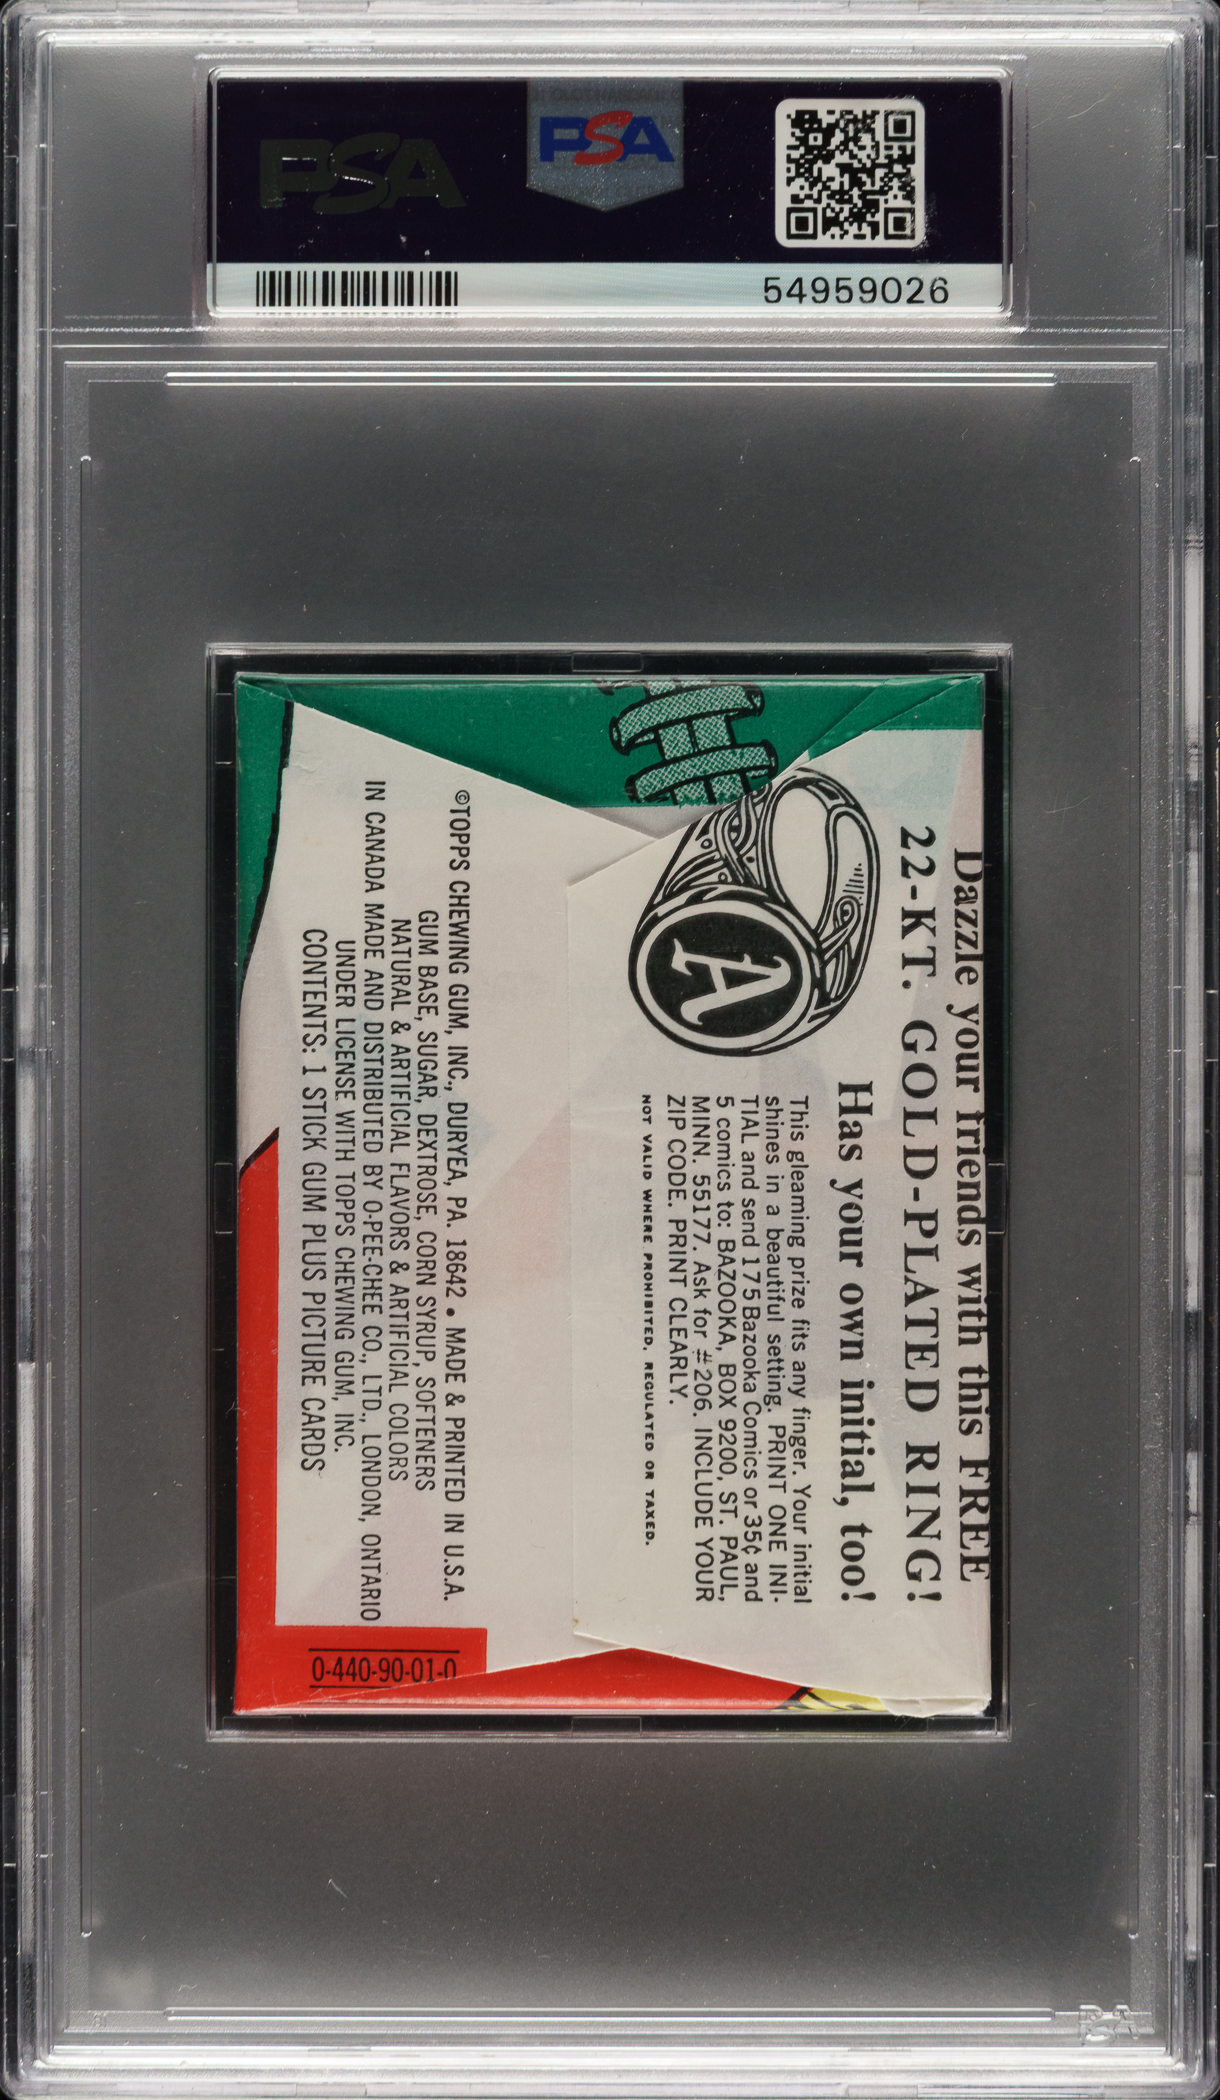 PSA
PSA
54959026
Dazzle your friends with this FREE
22-KT. GOLD-PLATED RING!
Has your own initial, too!
A
This gleaming prize fits any finger. Your initial
shines in a beautiful setting. PRINT ONE INI-
TIAL and send 175 Bazooka Comics or 35¢ and
5 comics to: BAZOOKA, BOX 9200, ST. PAUL,
MINN. 55177. Ask for #206. INCLUDE YOUR
ZIP CODE. PRINT CLEARLY.
NOT VALID WHERE PROHIBITED, REGULATED OR TAXED.
©TOPPS CHEWING GUM, INC., DURYEA, PA. 18642 • MADE & PRINTED IN U.S.A.
GUM BASE, SUGAR, DEXTROSE, CORN SYRUP, SOFTENERS
NATURAL & ARTIFICIAL FLAVORS & ARTIFICIAL COLORS
IN CANADA MADE AND DISTRIBUTED BY O-PEE-CHEE CO., LTD., LONDON, ONTARIO
UNDER LICENSE WITH TOPPS CHEWING GUM, INC.
CONTENTS: 1 STICK GUM PLUS PICTURE CARDS
0-440-90-01-0
PSA